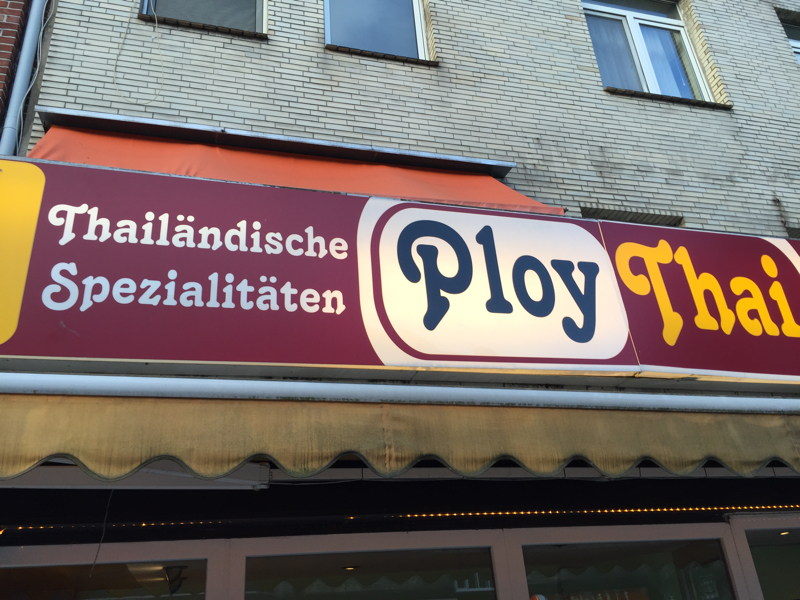 Thailändische
Spezialitäten
Ploy
Thai